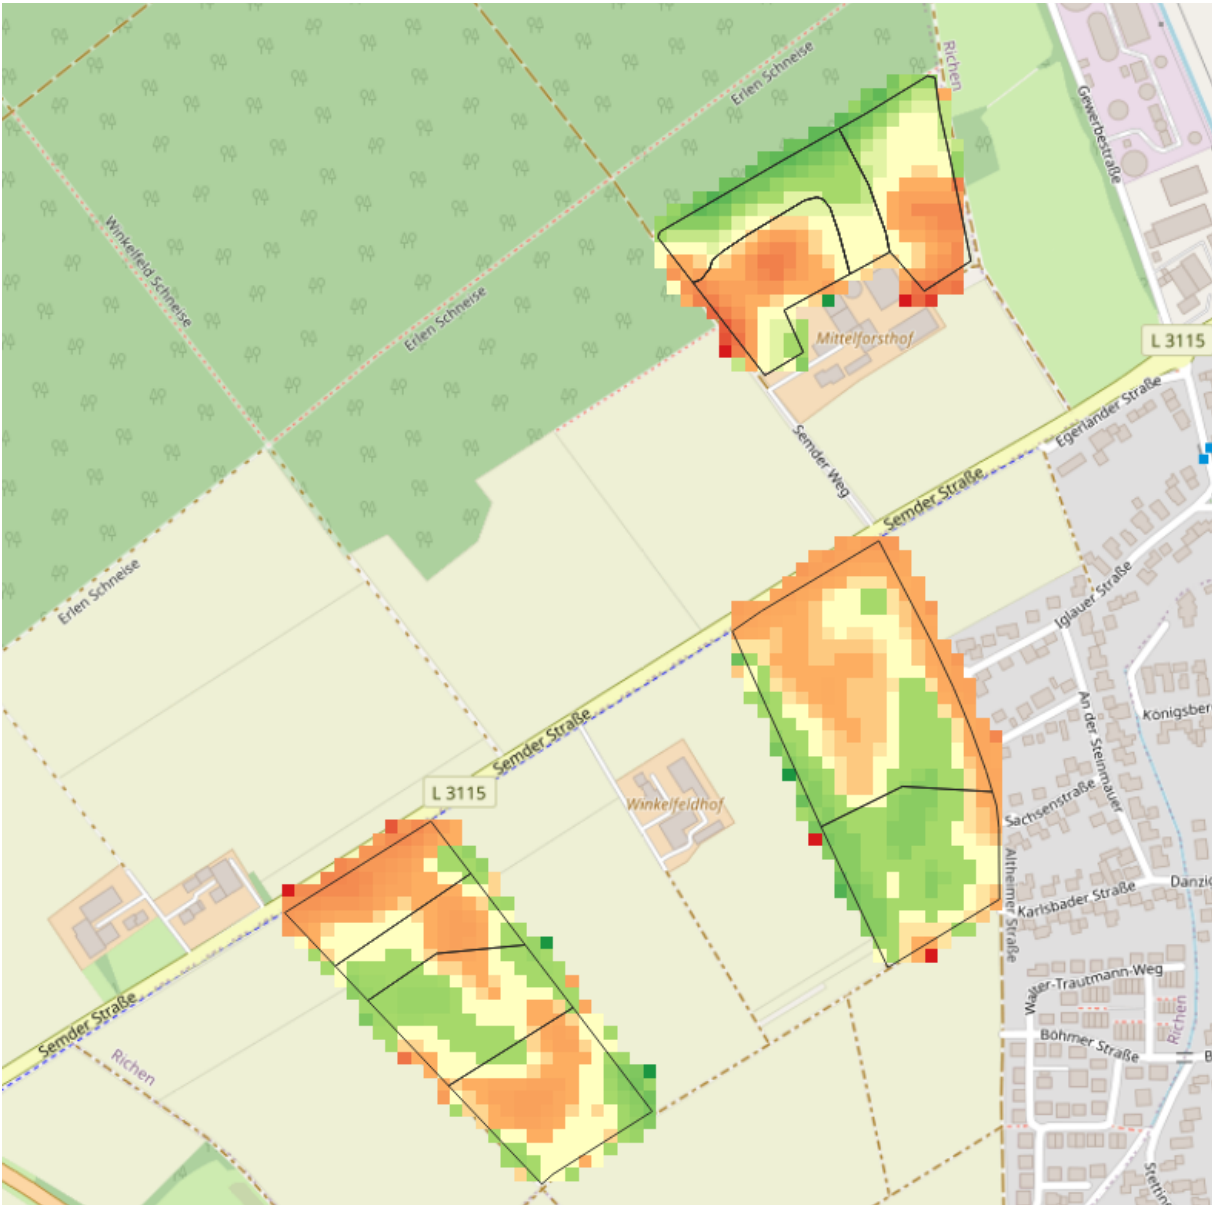 Erlen Schneise
Richen
Gewerbestraße
Winkelfeld Schneise
Erlen Schneise
Mittelforsthof
L 3115
Egerländer Straße
Semder Weg
Semder Straße
Erlen Schneise
Iglauer Straße
An der Steinmauer
Königsber
Semder Straße
L 3115
Winkelfeldhof
Sachsenstraße
Altheimer Straße
Karlsbader Straße
Danzig
Walter-Trautmann-Weg
Semder Straße
Richen
Richen
Böhmer Straße
B
Stettin